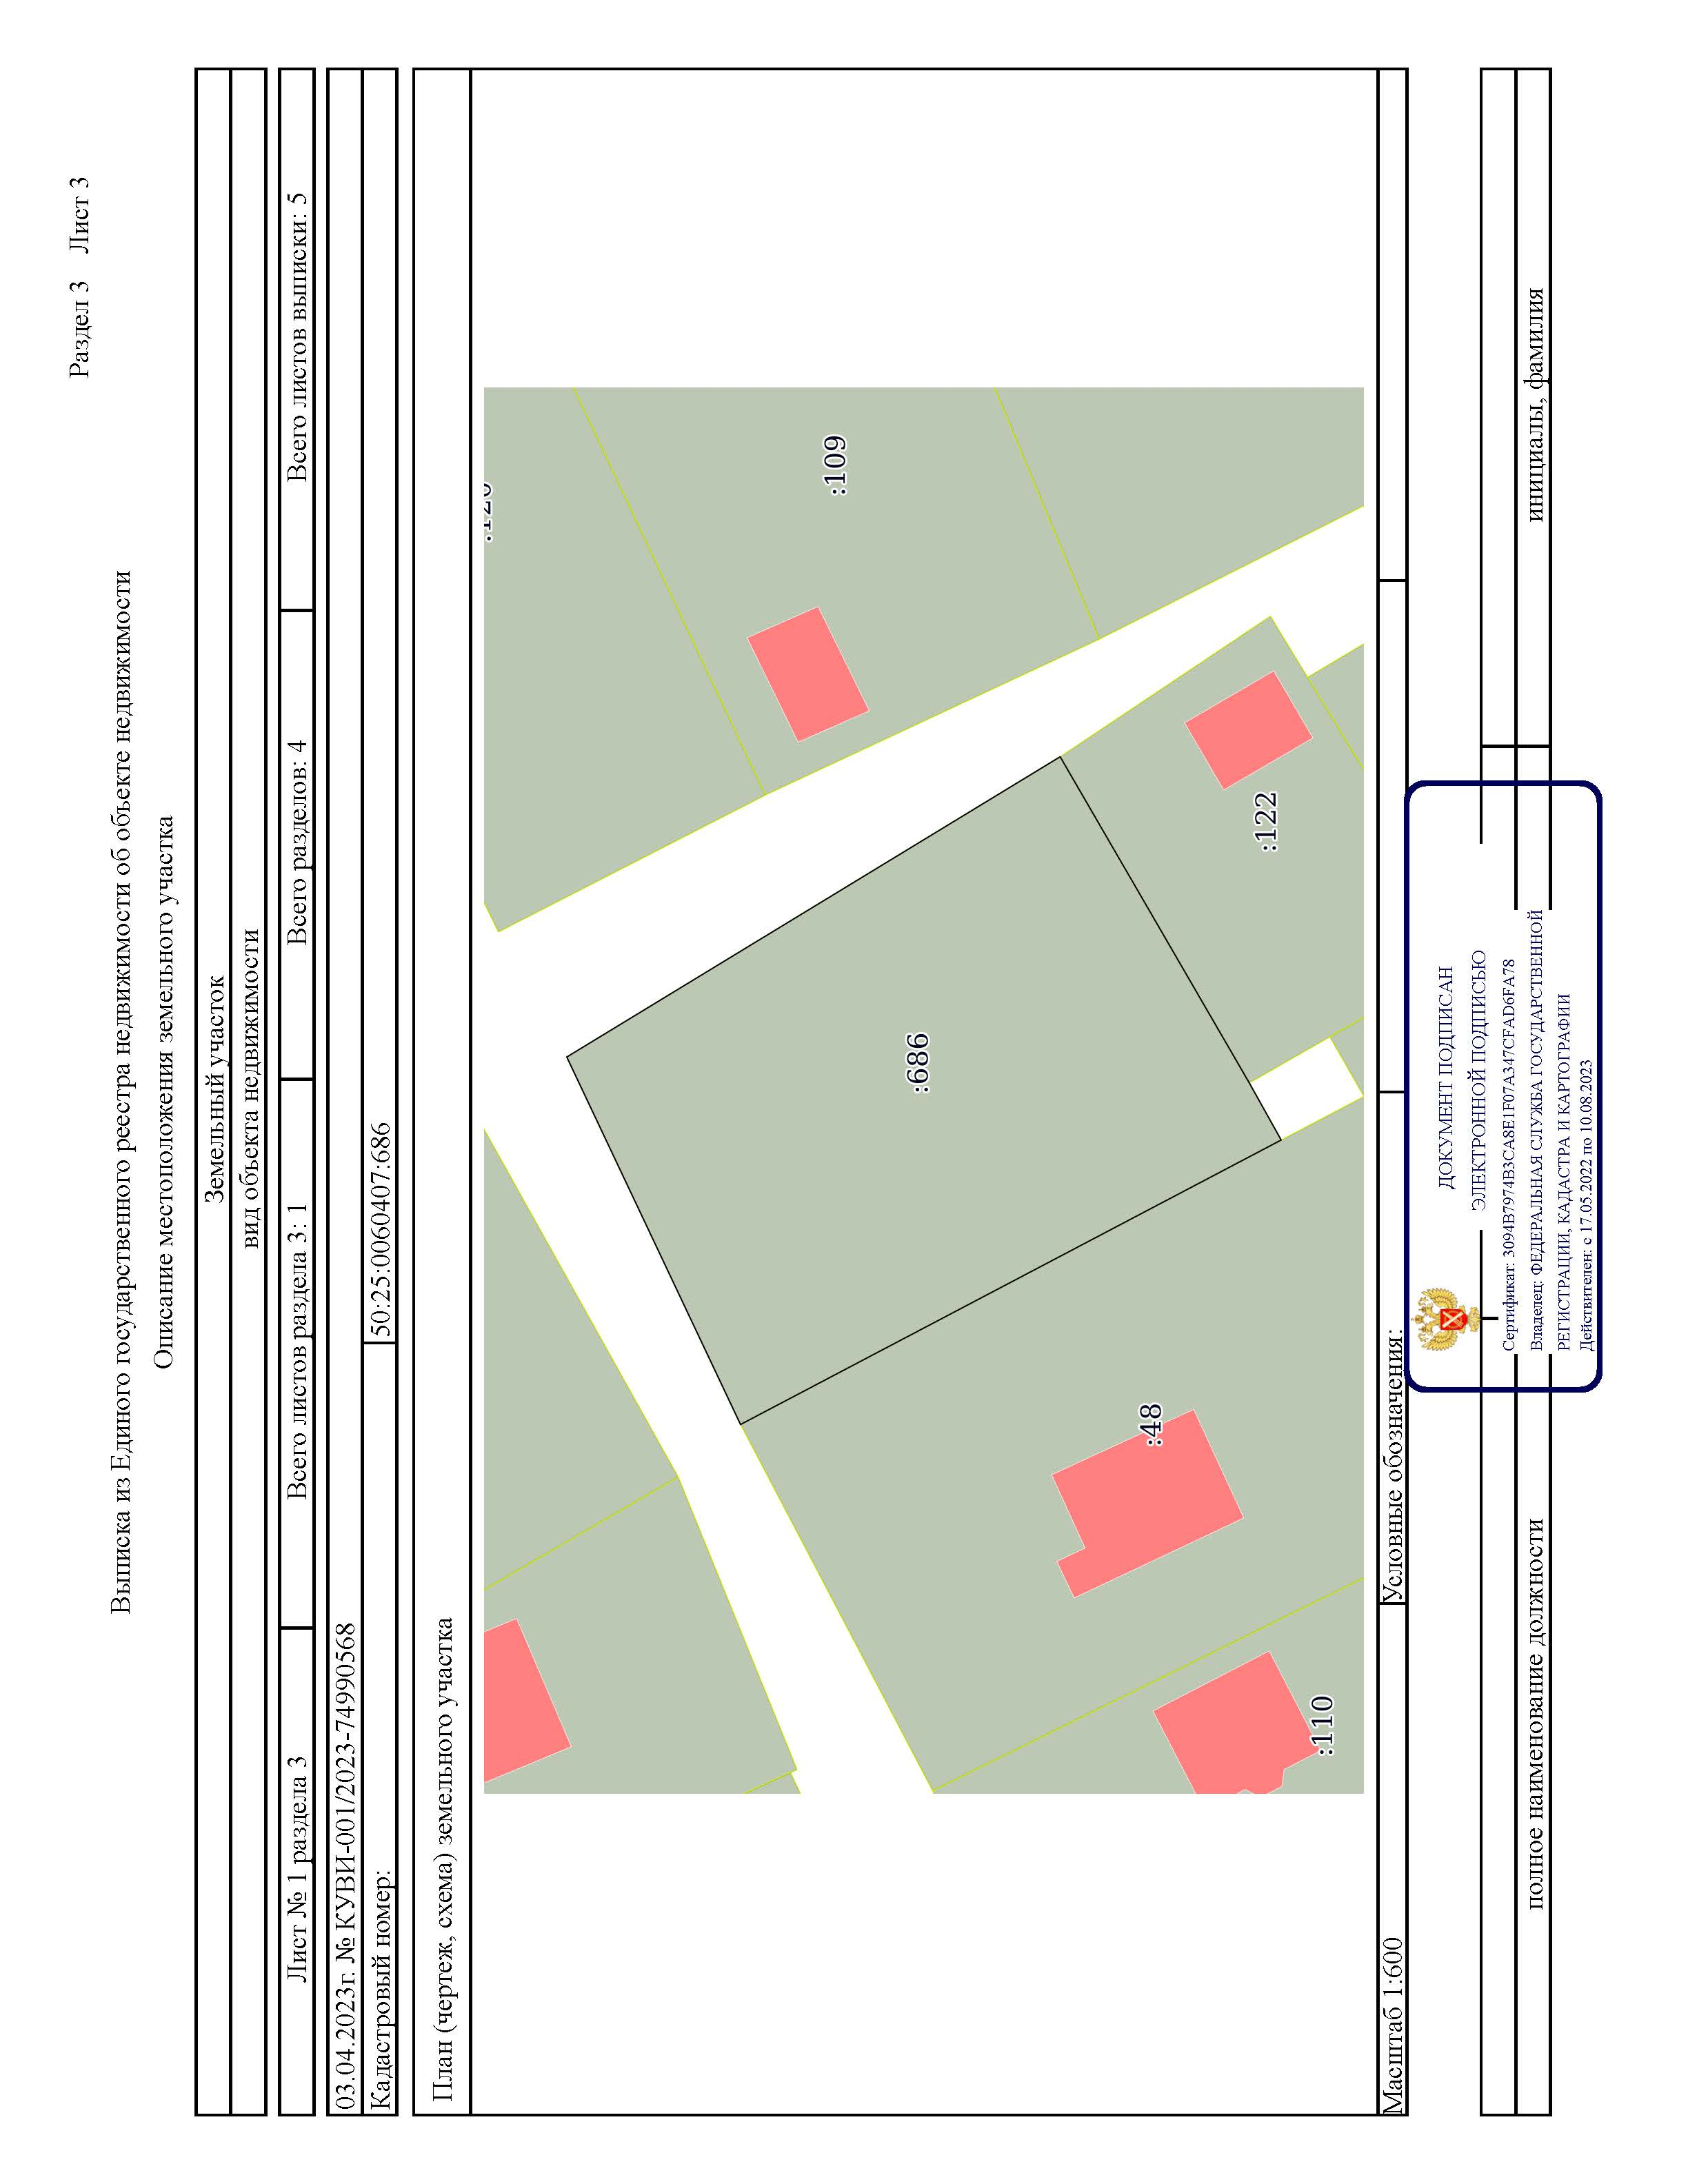 Раздел 3 Лист 3
Выписка из Единого государственного реестра недвижимости об объекте недвижимости
Описание местоположения земельного участка
Земельный участок
вид объекта недвижимости
Лист № 1 раздела 3
Всего листов раздела 3: 1
Всего разделов: 4
Всего листов выписки: 5
03.04.2023г. № КУВИ-001/2023-74990568
Кадастровый номер:
50:25:0060407:686
План (чертеж, схема) земельного участка
:120
:109
:686
:48
:122
:110
Масштаб 1:600
Условные обозначения:
ДОКУМЕНТ ПОДПИСАН
ЭЛЕКТРОННОЙ ПОДПИСЬЮ
Сертификат: 3094B7974B3CA8E1F07A347CFAD6FA78
Владелец: ФЕДЕРАЛЬНАЯ СЛУЖБА ГОСУДАРСТВЕННОЙ
РЕГИСТРАЦИИ, КАДАСТРА И КАРТОГРАФИИ
Действителен: с 17.05.2022 по 10.08.2023
полное наименование должности
инициалы, фамилия